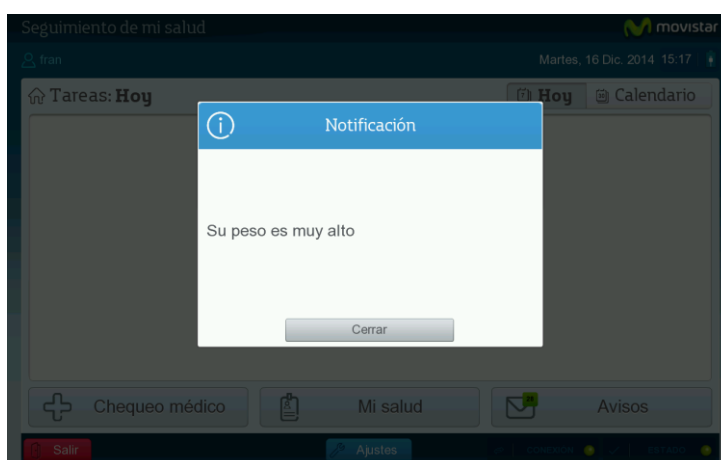 Seguimiento de mi salud
movistar
fran
Martes, 16 Dic. 2014 15:17
Tareas: Hoy
Hoy
Calendario
Notificación
Su peso es muy alto
Cerrar
Chequeo médico
Mi salud
Avisos
Salir
Ajustes